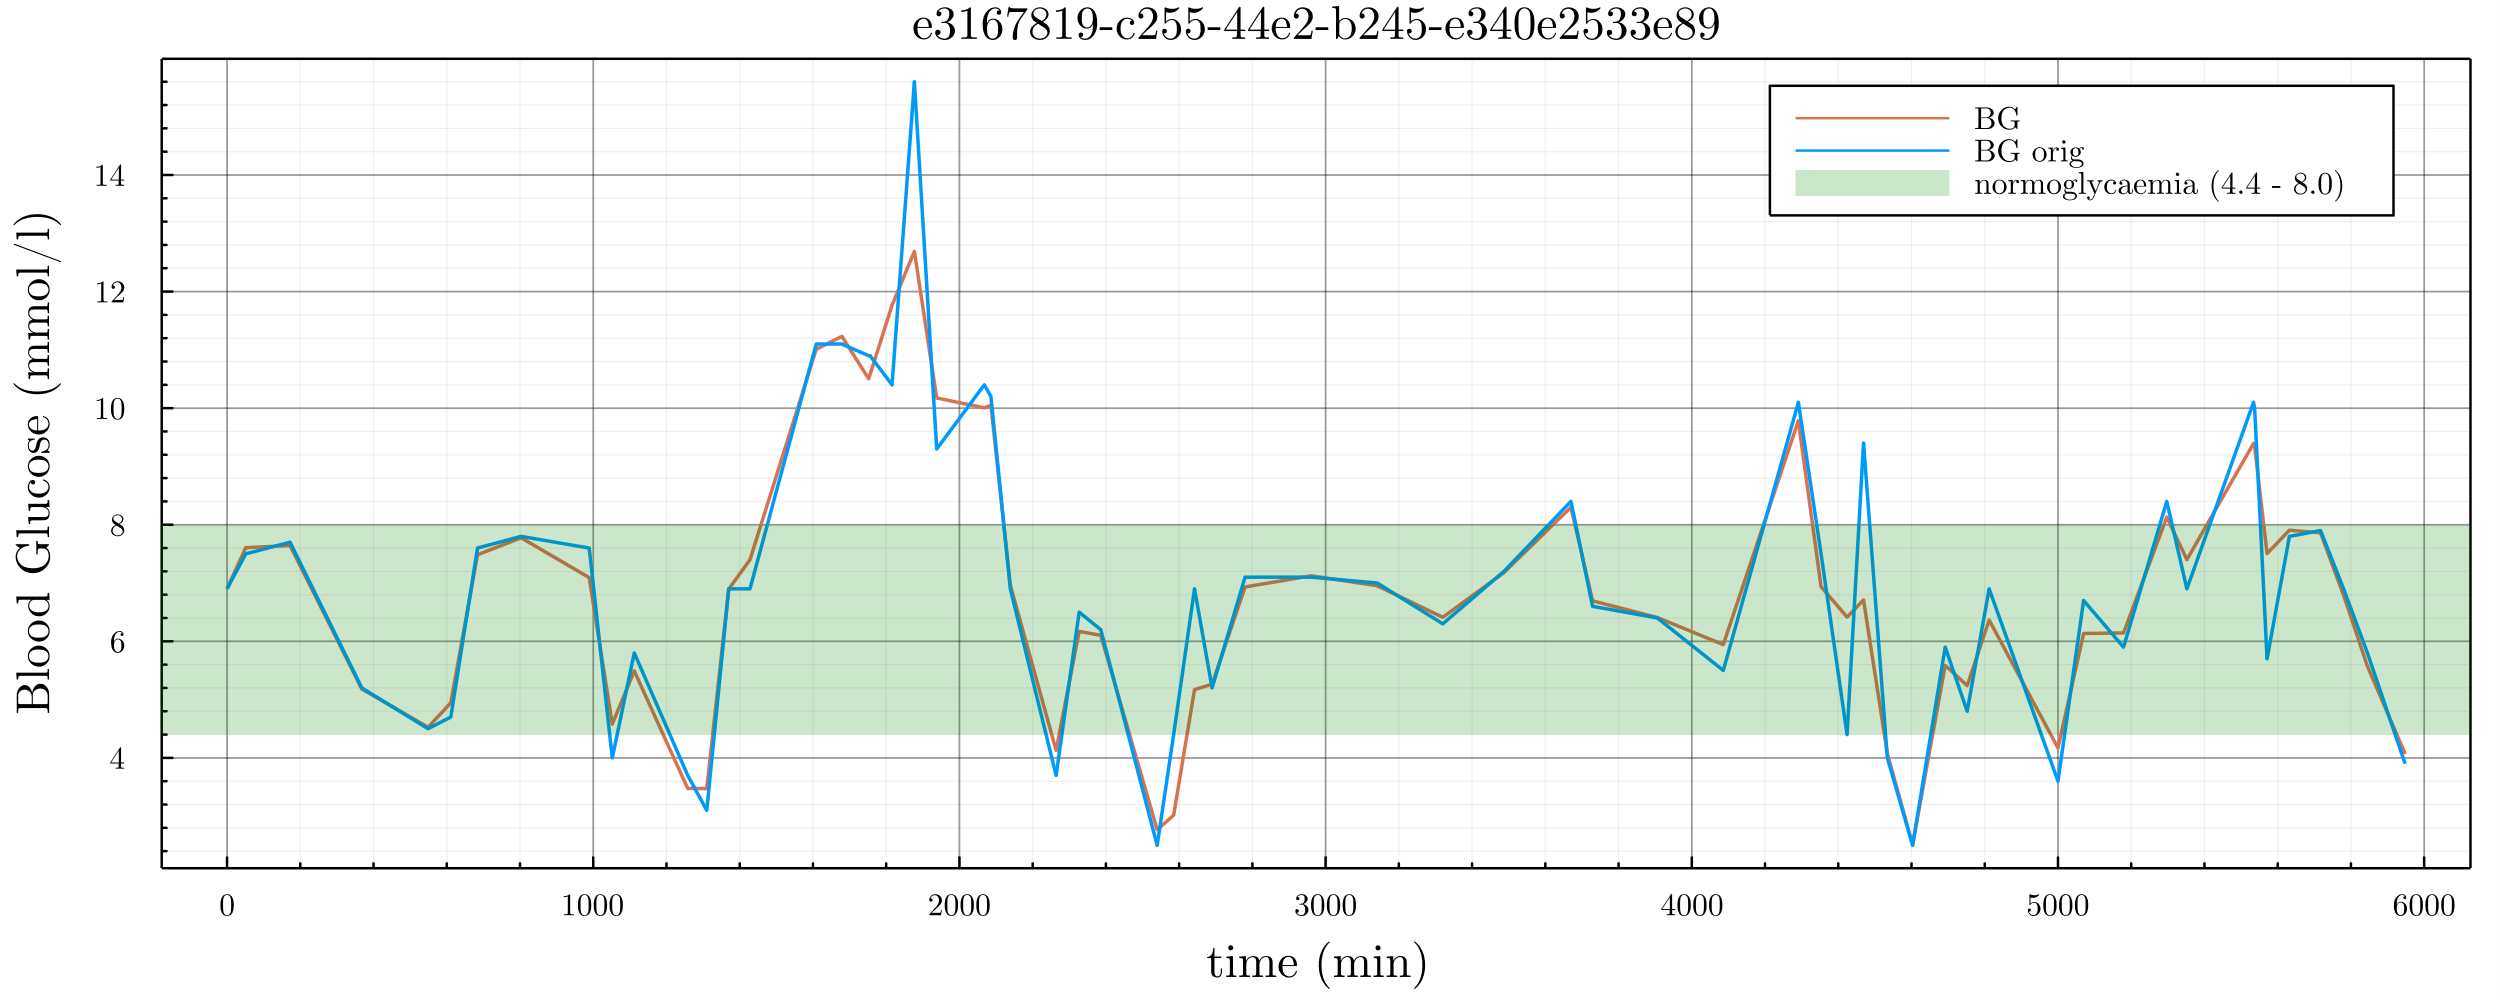 e3167819-c255-44e2-b245-e340e2533e89
BG
BG orig
normoglycaemia (4.4 - 8.0)
Blood Glucose (mmol/l)
14
12
10
8
6
4
0 1000 2000 3000 4000 5000 6000
time (min)